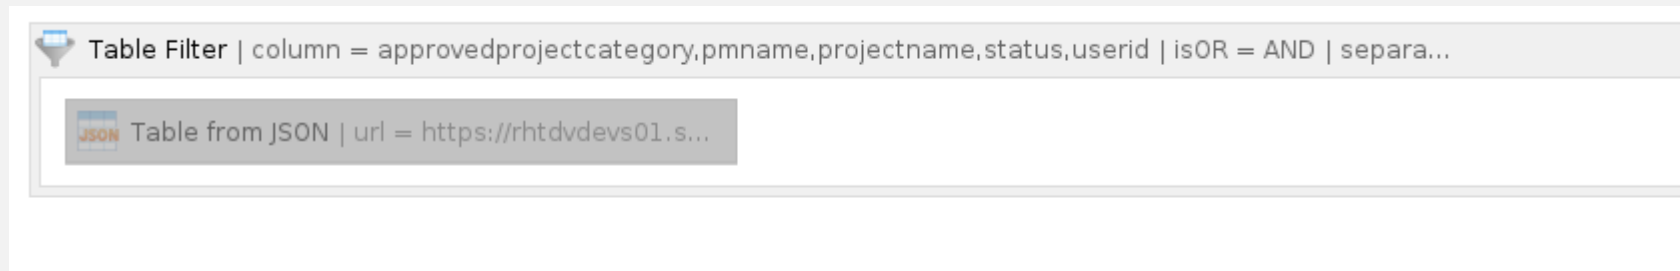 Table Filter | column = approvedprojectcategory,pmname,projectname,status,userid | isOR = AND | separa...
JSON Table from JSON | url = https://rhtdvdevs01.s...